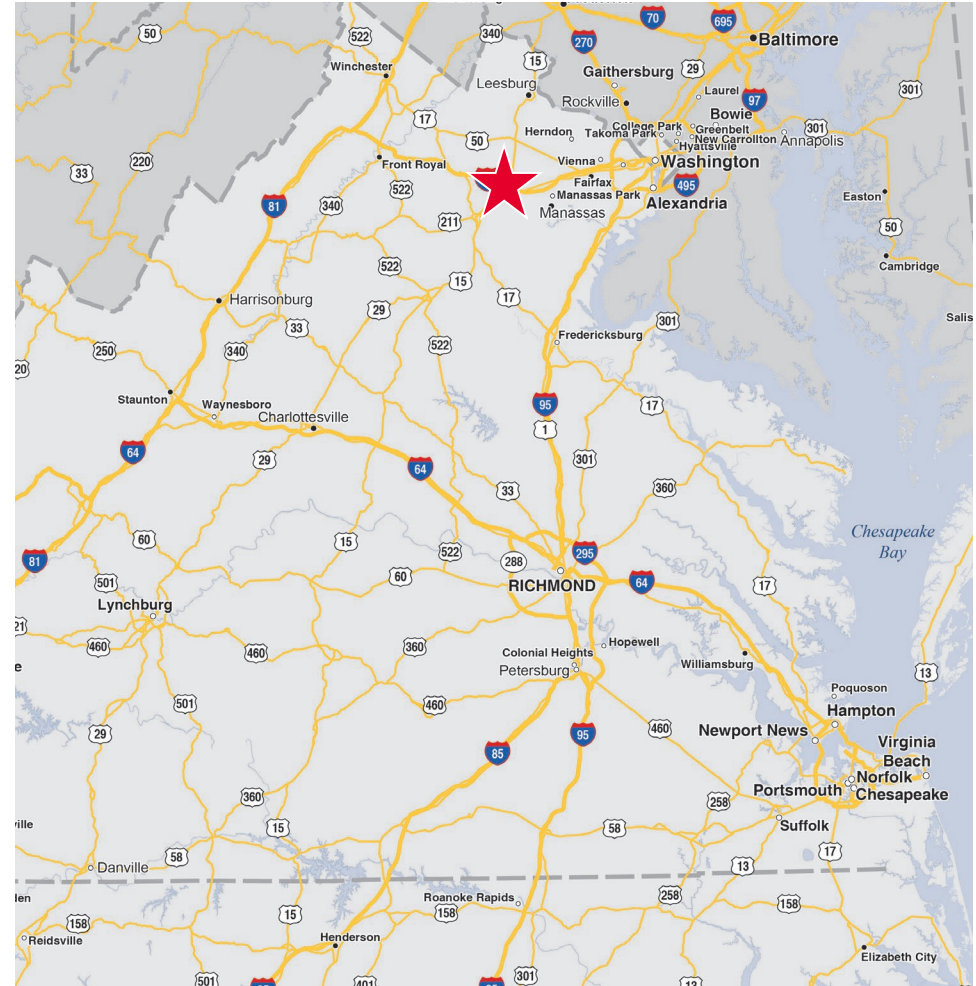 70
695
50
522
340
Baltimore
270
15
Winchester
Gaithersburg
29
Leesburg
301
Laurel
97
Rockville
17
Bowie
College Park
Greenbelt
301
Herndon
Takoma Park
New Carrollton
Annapolis
50
Hyattsville
33
220
Front Royal
Vienna
Washington
522
Fairfax
495
Manassas Park
Easton
81
340
Manassas
Alexandria
211
50
522
Cambridge
15
Harrisonburg
17
29
Salis
33
301
Fredericksburg
250
340
522
20
Staunton
Waynesboro
95
17
Charlottesville
1
64
29
64
301
33
360
60
15
522
Chesapeake
Bay
81
288
295
501
60
RICHMOND
64
17
Lynchburg
21
460
460
360
Hopewell
Colonial Heights
e
Petersburg
Williamsburg
13
Poquoson
501
460
Hampton
29
95
460
Newport News
Virginia
Beach
85
Norfolk
Portsmouth
Chesapeake
360
258
ville
15
58
Suffolk
58
17
Danville
13
len
Roanoke Rapids
258
158
15
158
158
Reidsville
Henderson
Elizabeth City
501
401
301
13